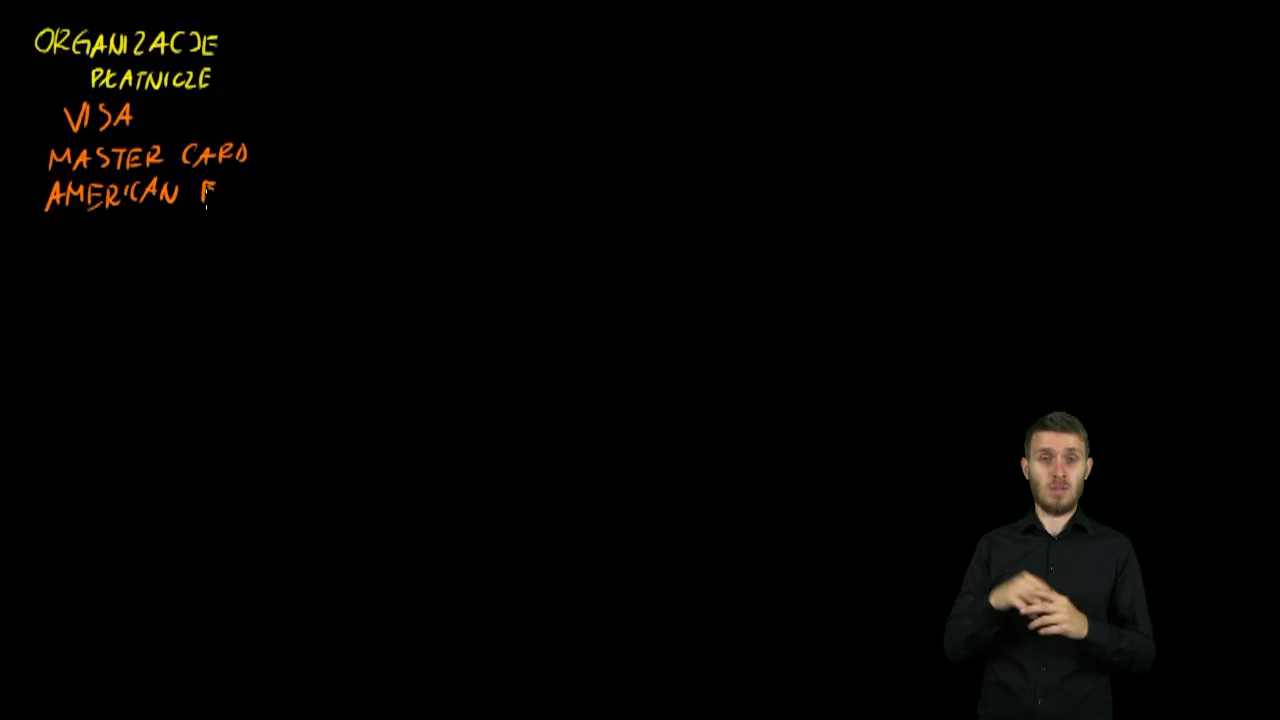 ORGANIZACJE
PŁATNICZE
VISA
MASTER CARD
AMERICAN